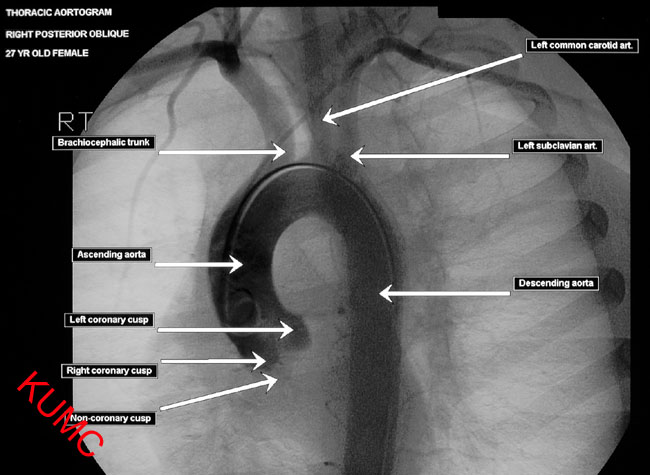 THORACIC AORTOGRAM
RIGHT POSTERIOR OBLIQUE
27 YR OLD FEMALE
Left common carotid art.
RT
Brachiocephalic trunk
Left subclavian art.
Ascending aorta
Descending aorta
Left coronary cusp
Right coronary cusp
Non-coronary cusp
KUMC